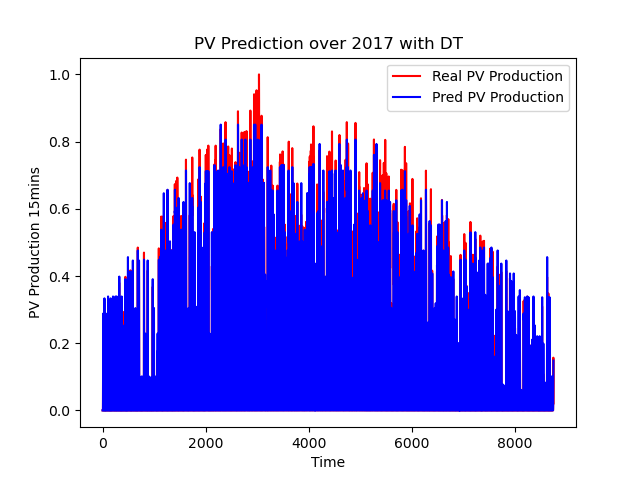 PV Prediction over 2017 with DT
Real PV Production
Pred PV Production
PV Production 15mins
1.0
0.8
0.6
0.4
0.2
0.0
0 2000 4000 6000 8000
Time